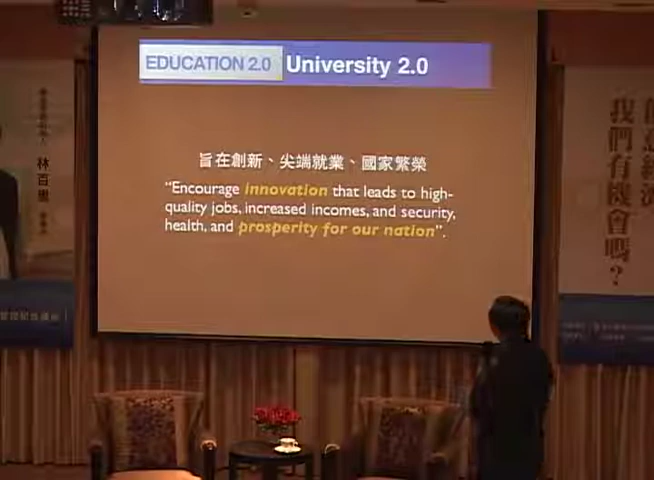 EDUCATION 2.0 University 2.0
旨在創新、尖端就業、國家繁榮
“Encourage innovation that leads to high-
quality jobs, increased incomes, and security,
health, and prosperity for our nation”.
林百里
我們有機會嗎?